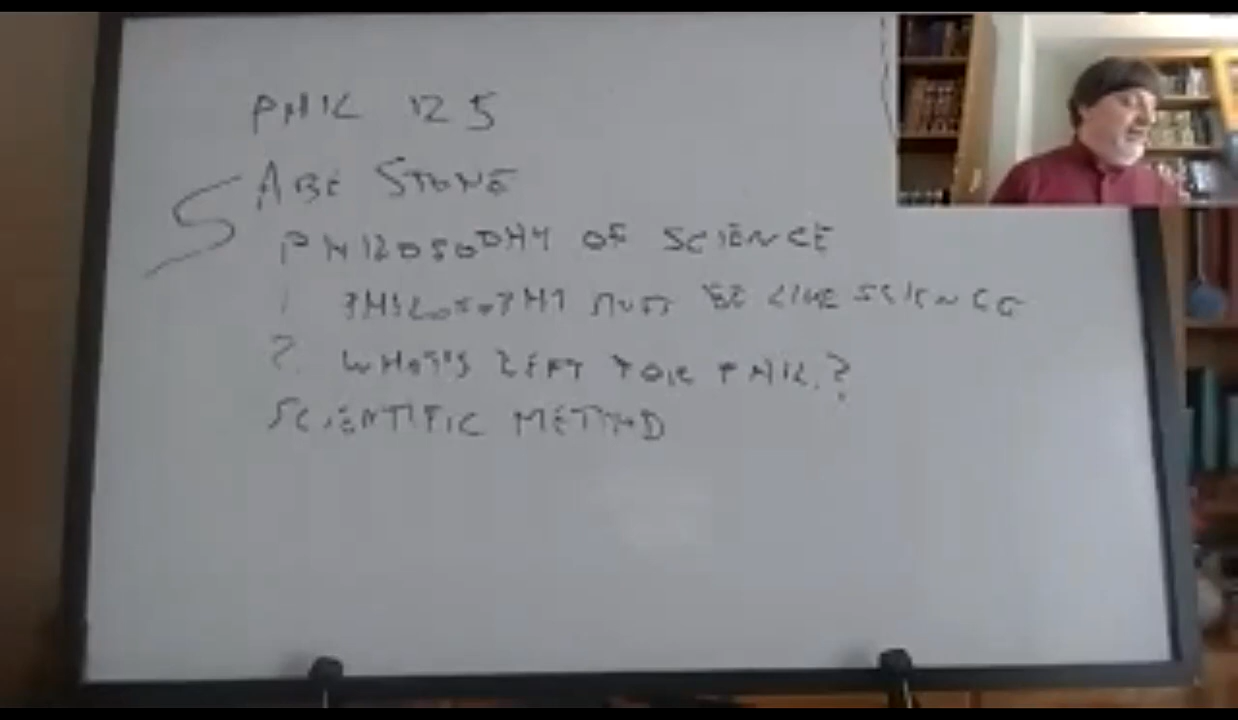 PHIL 125
ABE STONE
PHILOSOPHY OF SCIENCE
1 PHILOSOPHY MUST BE LIKE SCIENCE
2. WHAT'S LEFT FOR PHIL.?
SCIENTIFIC METHOD